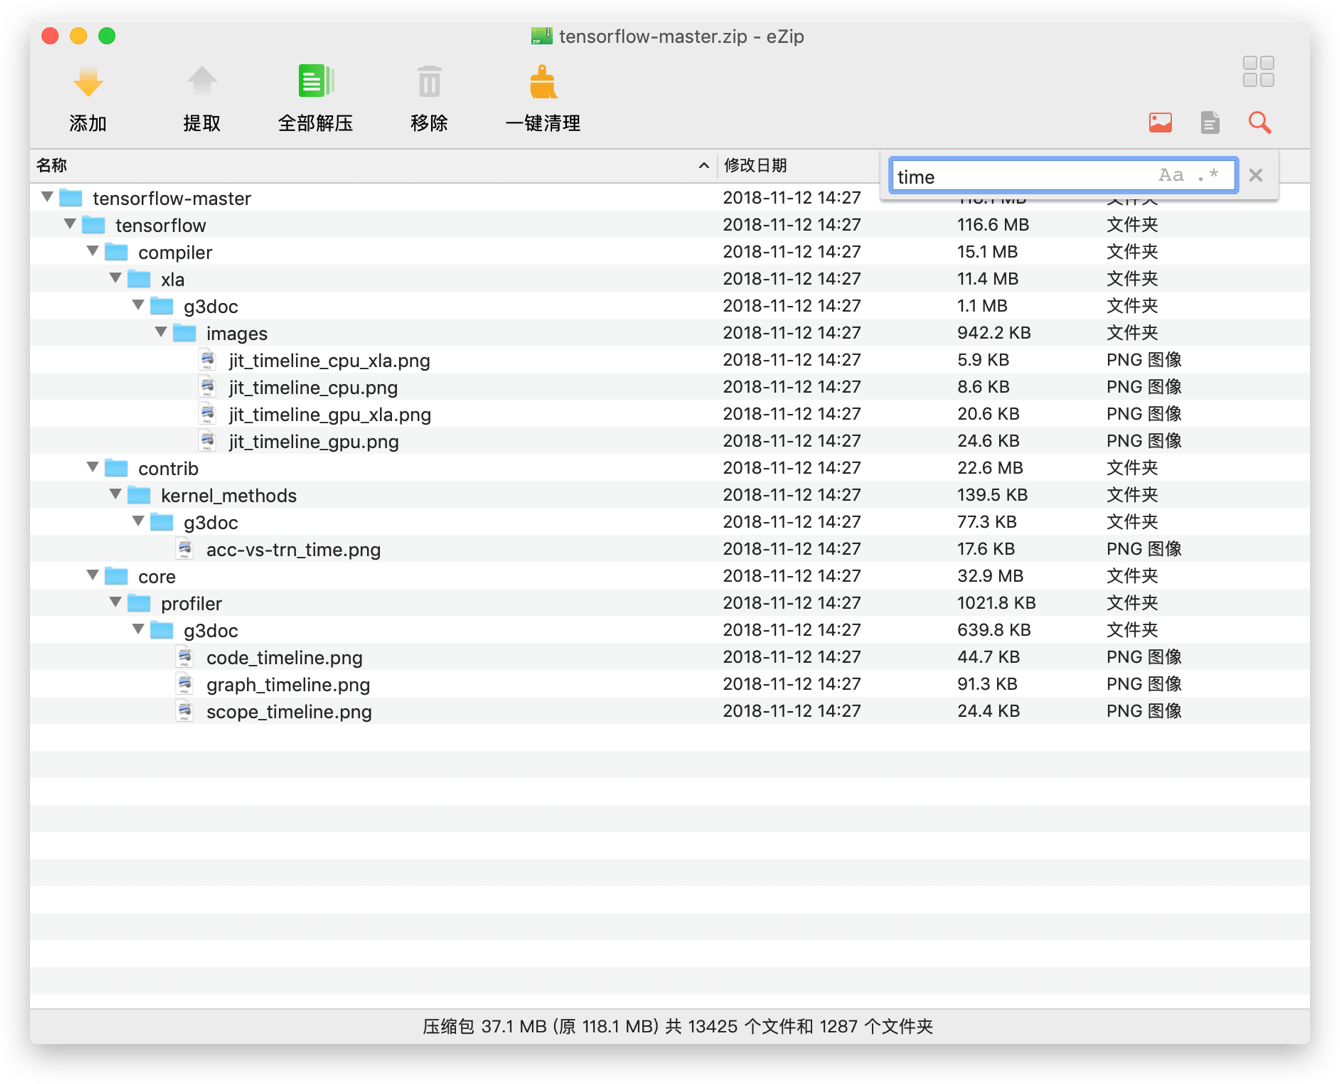 tensorflow-master.zip - eZip
添加 提取 全部解压 移除 一键清理
名称 修改日期
time Aa .*
tensorflow-master 2018-11-12 14:27 118.1 MB 文件夹
tensorflow 2018-11-12 14:27 116.6 MB 文件夹
compiler 2018-11-12 14:27 15.1 MB 文件夹
xla 2018-11-12 14:27 11.4 MB 文件夹
g3doc 2018-11-12 14:27 1.1 MB 文件夹
images 2018-11-12 14:27 942.2 KB 文件夹
jit_timeline_cpu_xla.png 2018-11-12 14:27 5.9 KB PNG 图像
jit_timeline_cpu.png 2018-11-12 14:27 8.6 KB PNG 图像
jit_timeline_gpu_xla.png 2018-11-12 14:27 20.6 KB PNG 图像
jit_timeline_gpu.png 2018-11-12 14:27 24.6 KB PNG 图像
contrib 2018-11-12 14:27 22.6 MB 文件夹
kernel_methods 2018-11-12 14:27 139.5 KB 文件夹
g3doc 2018-11-12 14:27 77.3 KB 文件夹
acc-vs-trn_time.png 2018-11-12 14:27 17.6 KB PNG 图像
core 2018-11-12 14:27 32.9 MB 文件夹
profiler 2018-11-12 14:27 1021.8 KB 文件夹
g3doc 2018-11-12 14:27 639.8 KB 文件夹
code_timeline.png 2018-11-12 14:27 44.7 KB PNG 图像
graph_timeline.png 2018-11-12 14:27 91.3 KB PNG 图像
scope_timeline.png 2018-11-12 14:27 24.4 KB PNG 图像
压缩包 37.1 MB (原 118.1 MB) 共 13425 个文件和 1287 个文件夹